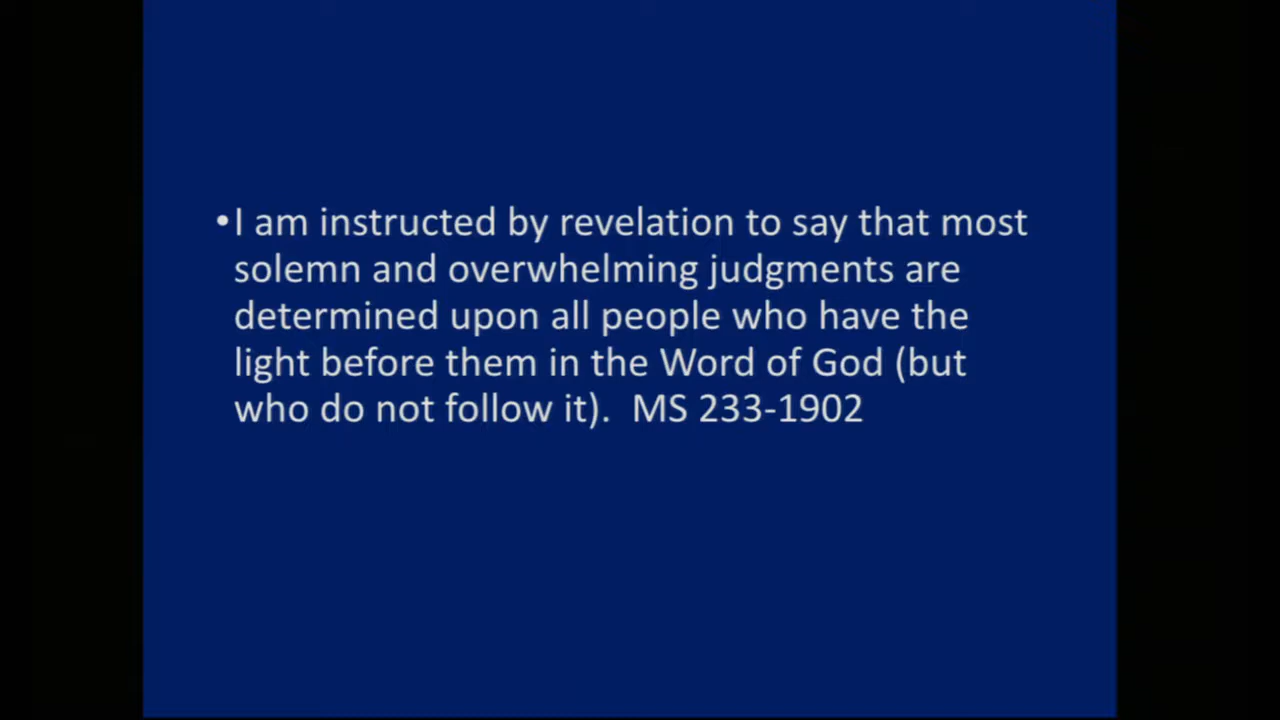 •I am instructed by revelation to say that most
solemn and overwhelming judgments are
determined upon all people who have the
light before them in the Word of God (but
who do not follow it).  MS 233-1902